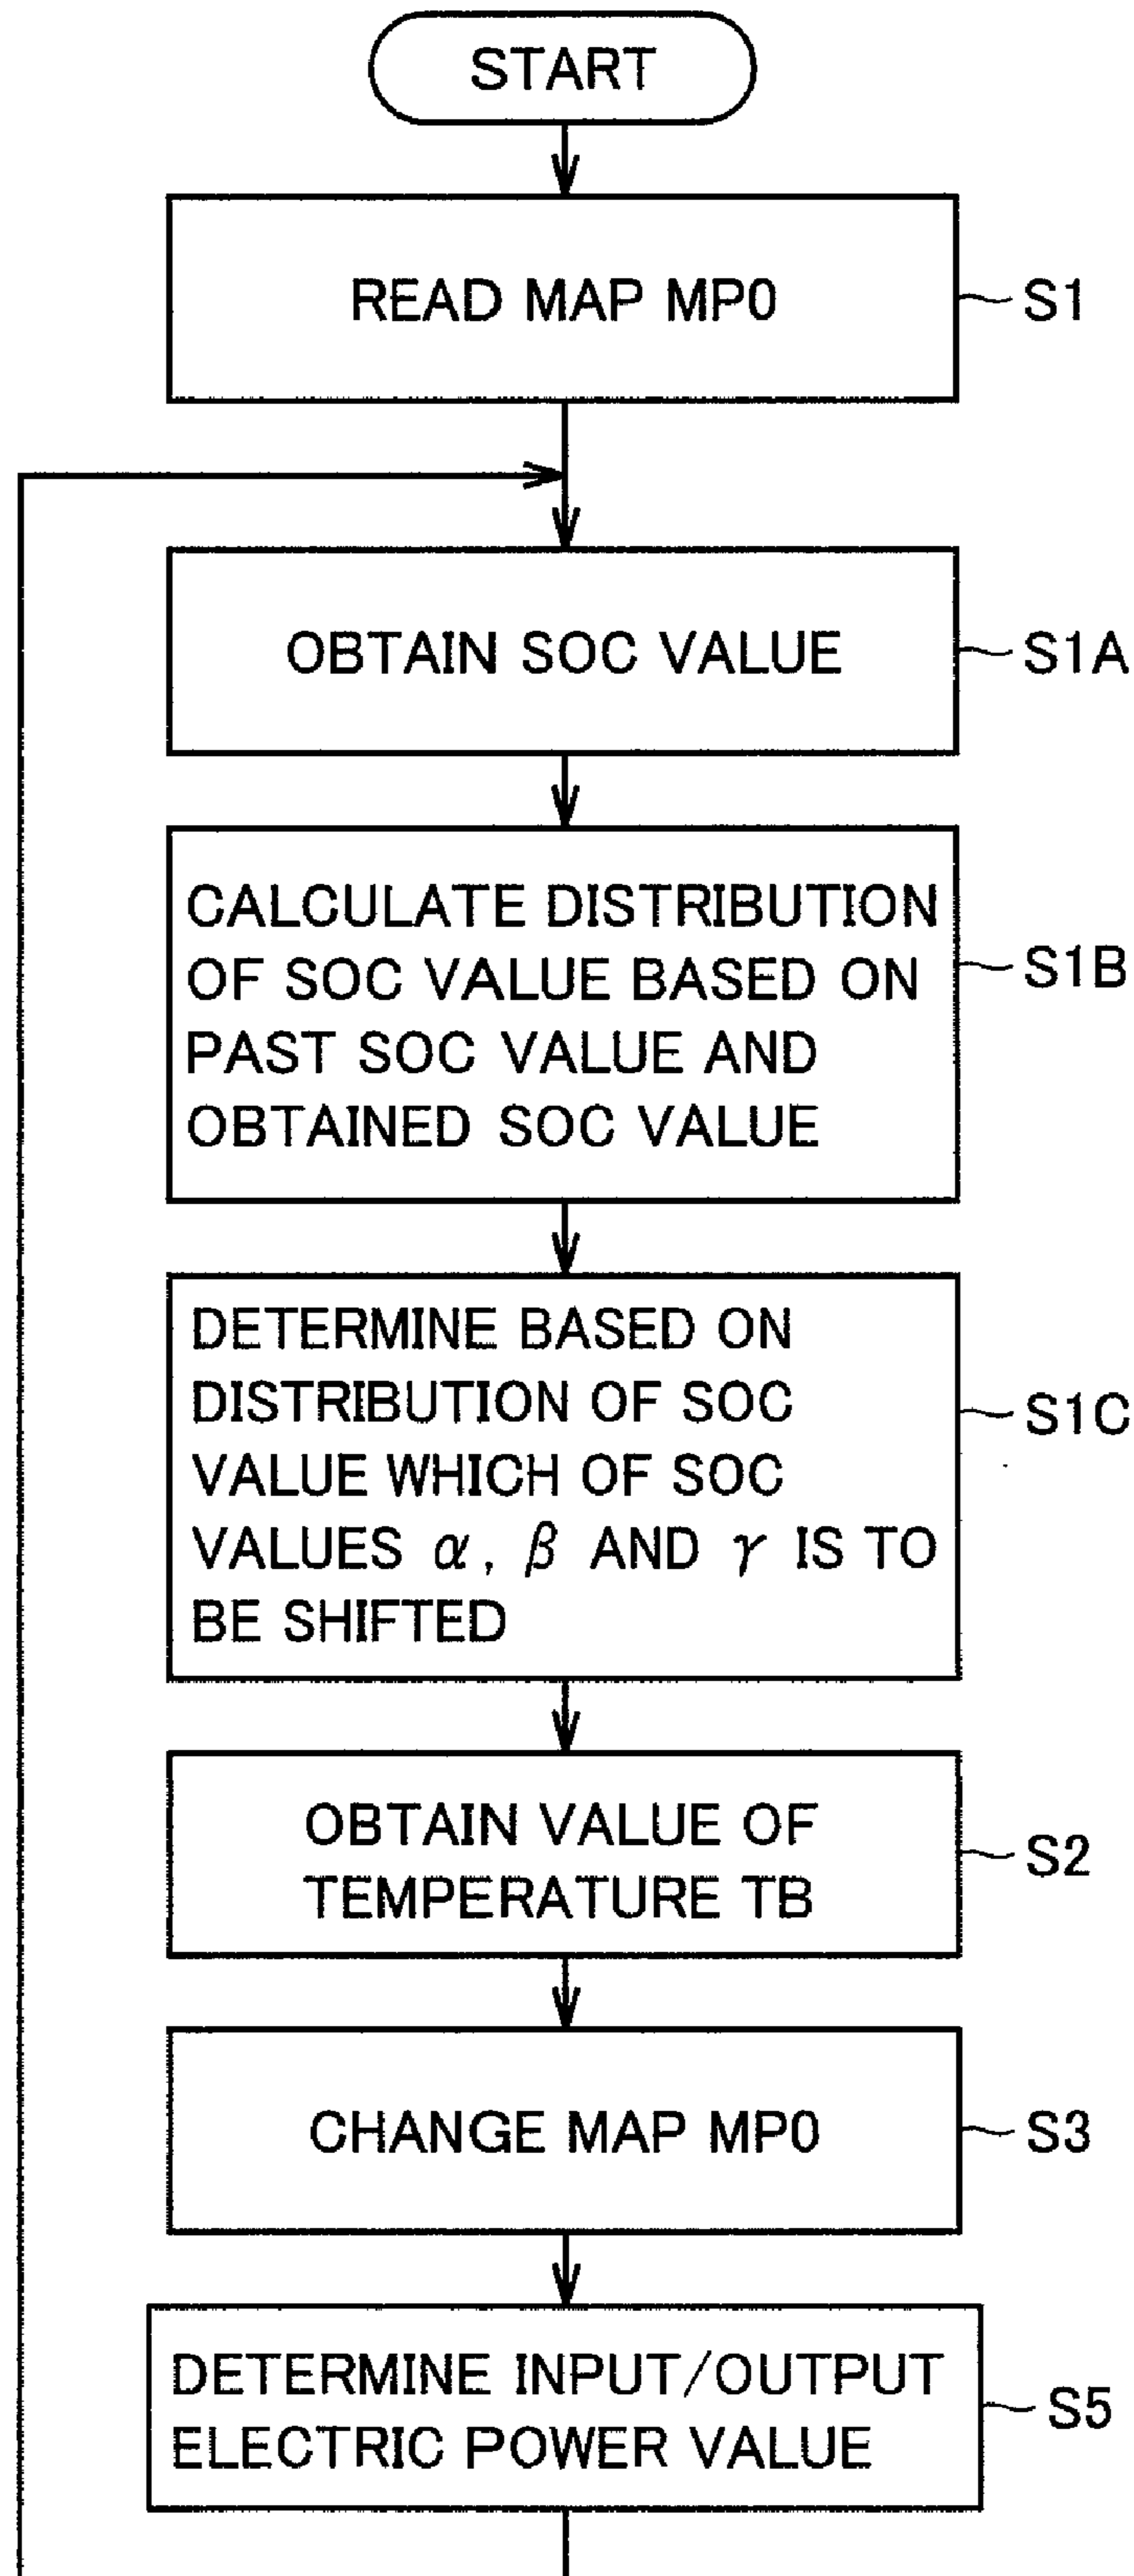 START
READ MAP MP0
S1
OBTAIN SOC VALUE
S1A
CALCULATE DISTRIBUTION
OF SOC VALUE BASED ON
PAST SOC VALUE AND
OBTAINED SOC VALUE
S1B
DETERMINE BASED ON
DISTRIBUTION OF SOC
VALUE WHICH OF SOC
VALUES α, β AND γ IS TO
BE SHIFTED
S1C
OBTAIN VALUE OF
TEMPERATURE TB
S2
CHANGE MAP MP0
S3
DETERMINE INPUT/OUTPUT
ELECTRIC POWER VALUE
S5